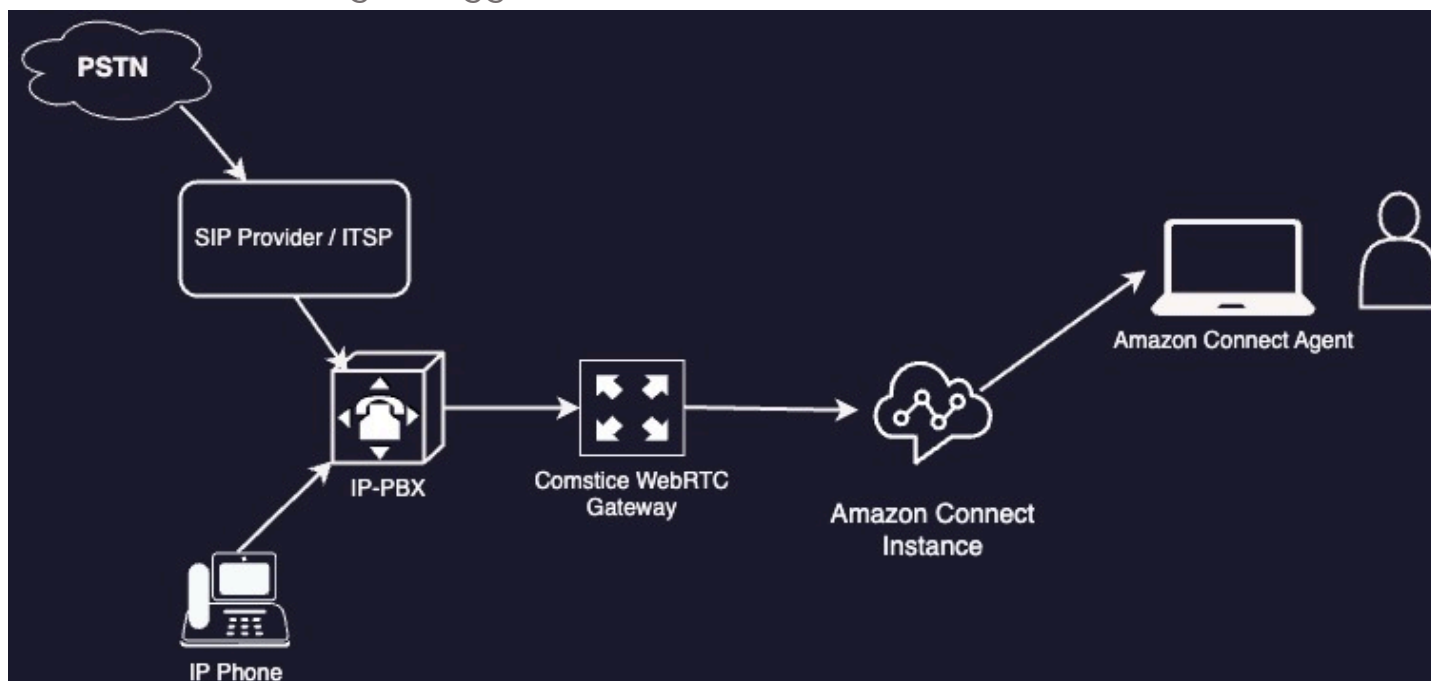 PSTN
SIP Provider / ITSP
IP-PBX
Comstice WebRTC
Gateway
Amazon Connect
Instance
Amazon Connect Agent
IP Phone